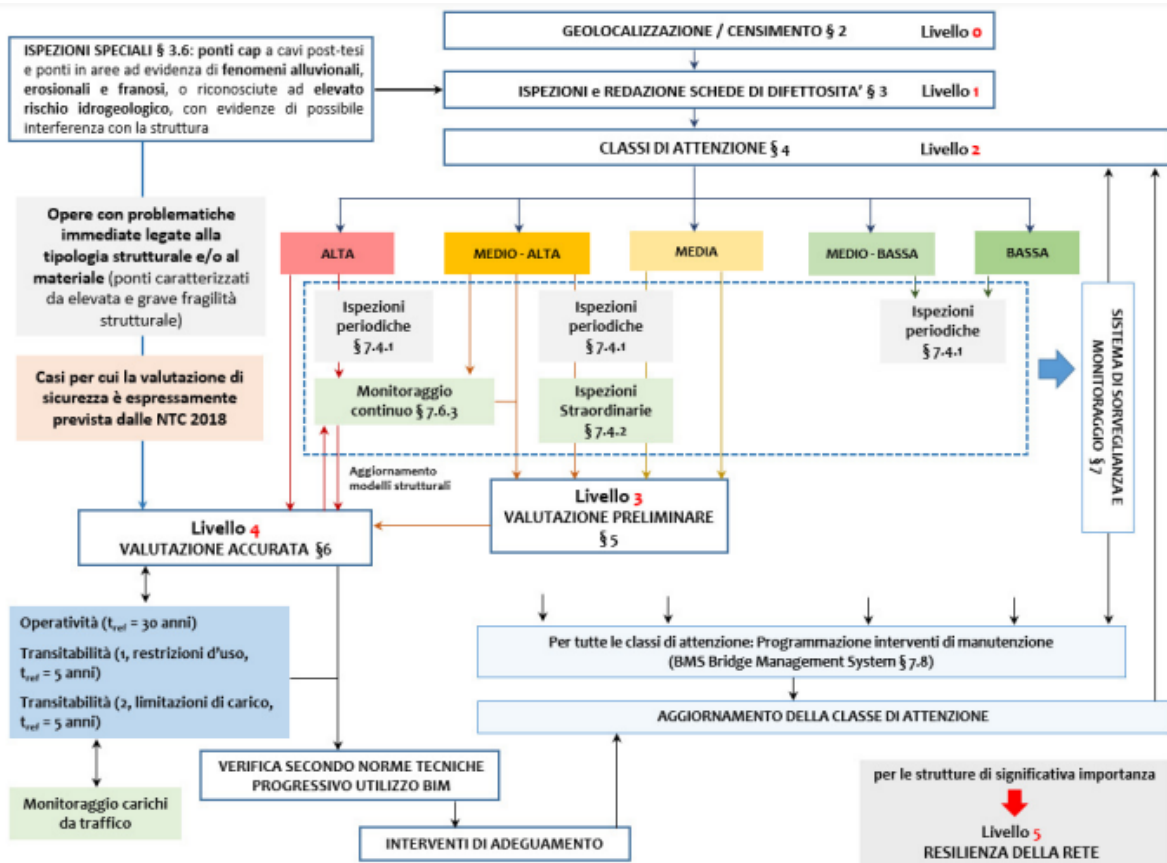 GEOLOCALIZZAZIONE / CENSIMENTO § 2 Livello 0
ISPEZIONI SPECIALI § 3.6: ponti cap a cavi post-tesi
e ponti in aree ad evidenza di fenomeni alluvionali,
erosionali e franosi, o riconosciute ad elevato
rischio idrogeologico, con evidenze di possibile
interferenza con la struttura
ISPEZIONI e REDAZIONE SCHEDE DI DIFETTOSITA' § 3 Livello 1
CLASSI DI ATTENZIONE § 4 Livello 2
Opere con problematiche
immediate legate alla
tipologia strutturale e/o al
materiale (ponti caratterizzati
da elevata e grave fragilità
strutturale)
Casi per cui la valutazione di
sicurezza è espressamente
prevista dalle NTC 2018
ALTA
MEDIO - ALTA
MEDIA
MEDIO - BASSA
BASSA
Ispezioni
periodiche
§ 7.4.1
Ispezioni
periodiche
§ 7.4.1
Ispezioni
periodiche
§ 7.4.1
Monitoraggio
continuo § 7.6.3
Ispezioni
Straordinarie
§ 7.4.2
SISTEMA DI SORVEGLIANZA E
MONITORAGGIO § 7
Aggiornamento
modelli strutturali
Livello 3
VALUTAZIONE PRELIMINARE
§ 5
Livello 4
VALUTAZIONE ACCURATA §6
Operatività (tref = 30 anni)
Transitabilità (1, restrizioni d'uso,
tref = 5 anni)
Transitabilità (2, limitazioni di carico,
tref = 5 anni)
Monitoraggio carichi
da traffico
Per tutte le classi di attenzione: Programmazione interventi di manutenzione
(BMS Bridge Management System § 7.8)
AGGIORNAMENTO DELLA CLASSE DI ATTENZIONE
VERIFICA SECONDO NORME TECNICHE
PROGRESSIVO UTILIZZO BIM
INTERVENTI DI ADEGUAMENTO
per le strutture di significativa importanza
Livello 5
RESILIENZA DELLA RETE